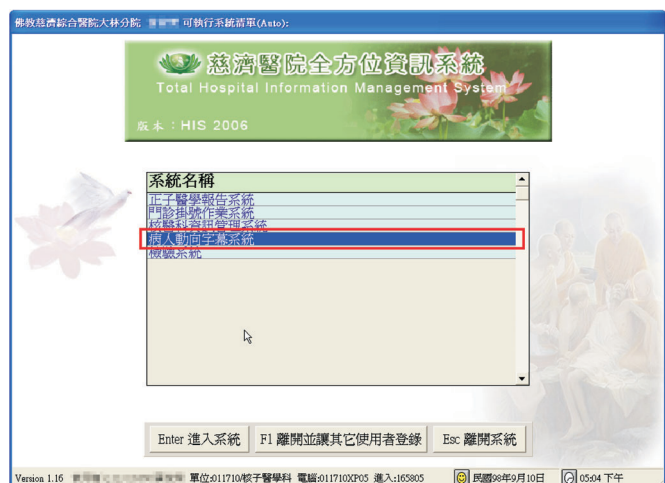 佛教慈濟綜合醫院大林分院 可執行系統清單(Auto):
慈濟醫院全方位資訊系統
Total Hospital Information Management System
版本：HIS 2006
系統名稱
正子醫學報告系統
門診掛號作業系統
核醫科資訊管理系統
病人動向字幕系統
檢驗系統
Enter 進入系統 F1 離開並讓其它使用者登錄 Esc 離開系統
Version 1.16 單位:011710/核子醫學科 電腦:011710XP05 進入:165805 民國98年9月10日 05:04 下午